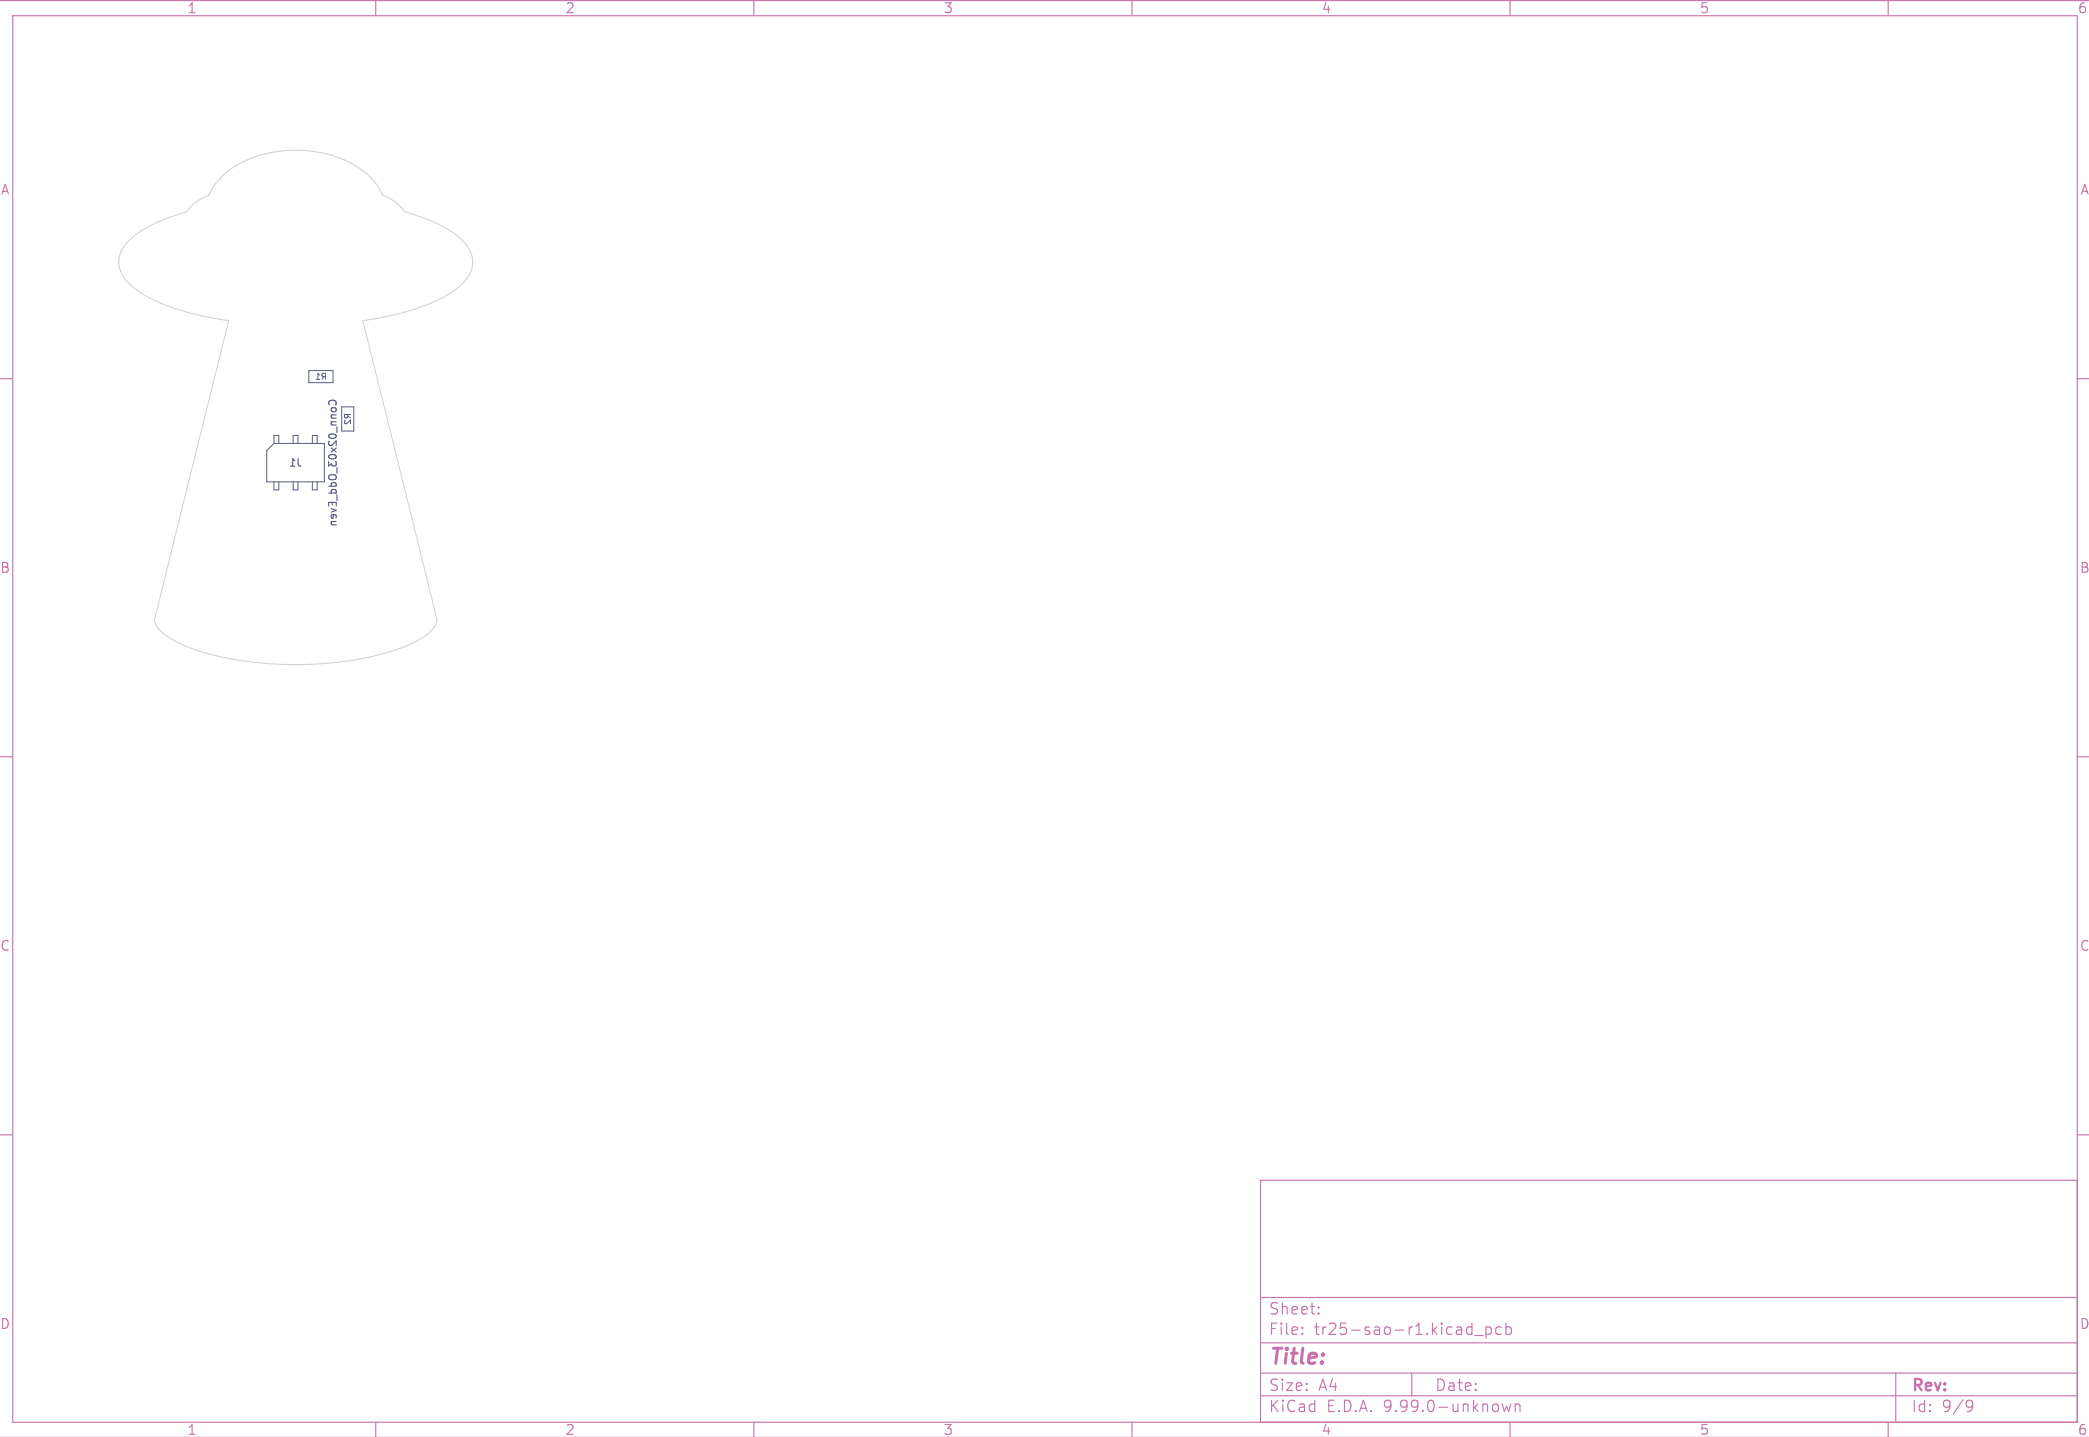 1 2 3 4 5 6
A A
R1
R2
Conn_02x03_Odd_Even
J1
B B
C C
Sheet:
File: tr25-sao-r1.kicad_pcb
D D
Title:
Size: A4 Date: Rev:
KiCad E.D.A. 9.99.0-unknown Id: 9/9
1 2 3 4 5 6